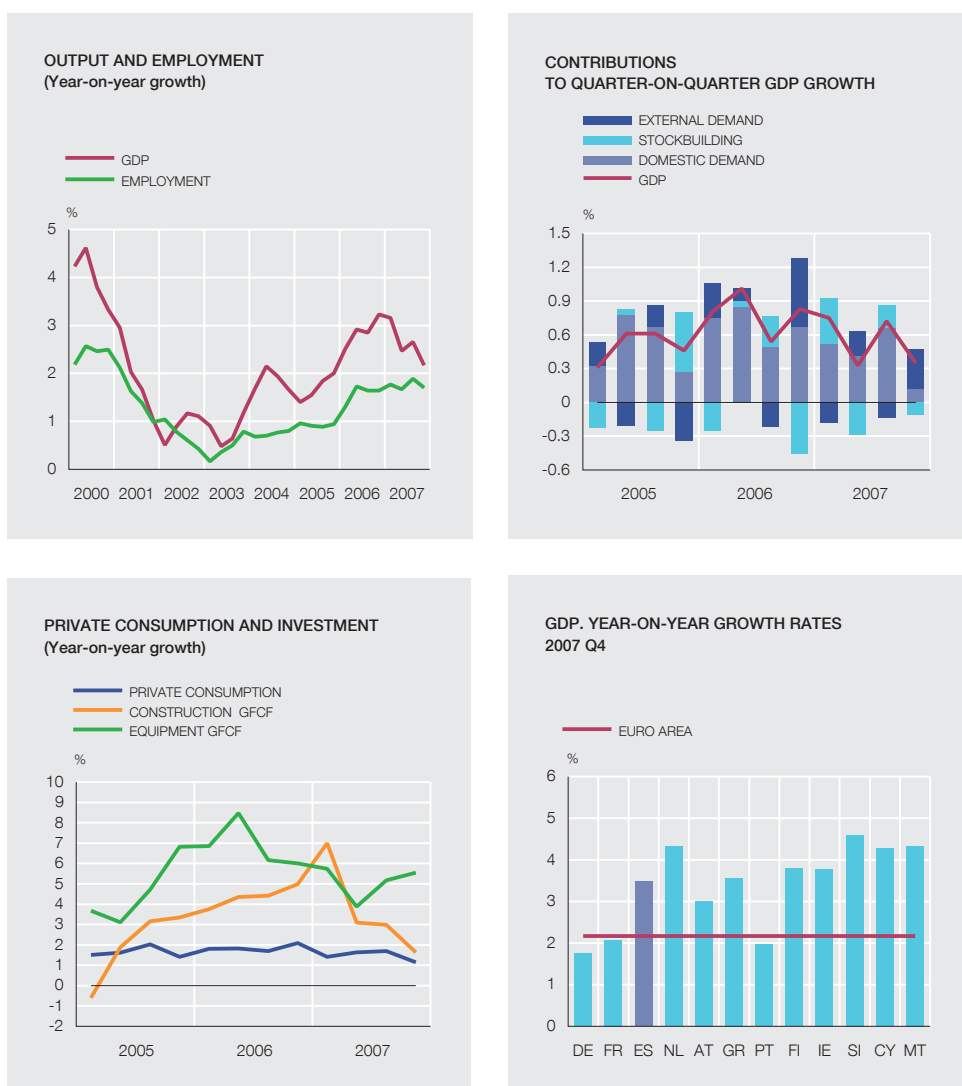 OUTPUT AND EMPLOYMENT
(Year-on-year growth)
GDP
EMPLOYMENT
%
5
4
3
2
1
0
2000 2001 2002 2003 2004 2005 2006 2007
CONTRIBUTIONS
TO QUARTER-ON-QUARTER GDP GROWTH
EXTERNAL DEMAND
STOCKBUILDING
DOMESTIC DEMAND
GDP
%
1.5
1.2
0.9
0.6
0.3
0
-0.3
-0.6
2005 2006 2007
PRIVATE CONSUMPTION AND INVESTMENT
(Year-on-year growth)
PRIVATE CONSUMPTION
CONSTRUCTION GFCF
EQUIPMENT GFCF
%
10
9
8
7
6
5
4
3
2
1
0
-1
-2
2005 2006 2007
GDP. YEAR-ON-YEAR GROWTH RATES
2007 Q4
EURO AREA
%
6
5
4
3
2
1
0
DE FR ES NL AT GR PT FI IE SI CY MT